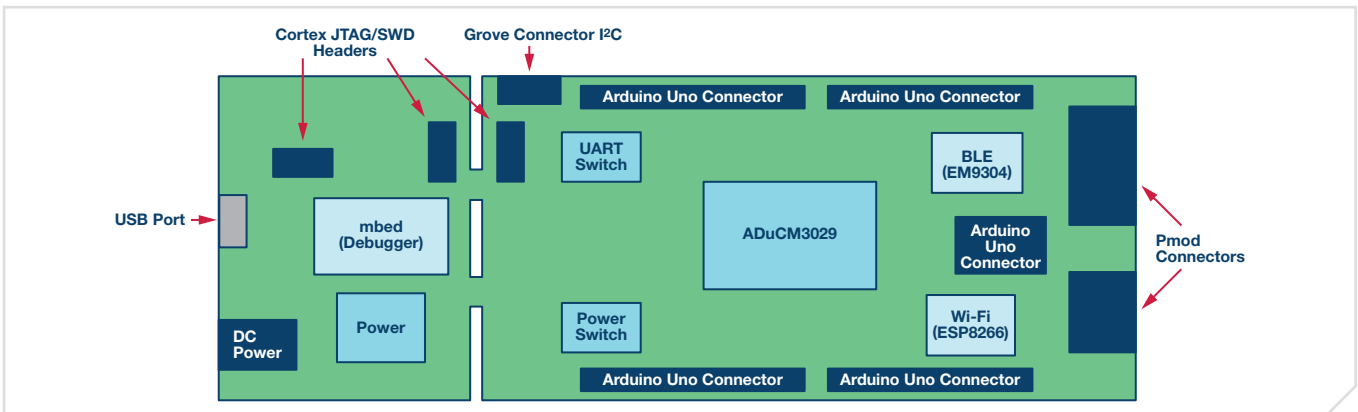 Cortex JTAG/SWD
Headers
Grove Connector I²C
Arduino Uno Connector
Arduino Uno Connector
UART
Switch
BLE
(EM9304)
USB Port
mbed
(Debugger)
ADuCM3029
Arduino
Uno
Connector
Pmod
Connectors
Power
Power
Switch
Wi-Fi
(ESP8266)
DC
Power
Arduino Uno Connector
Arduino Uno Connector